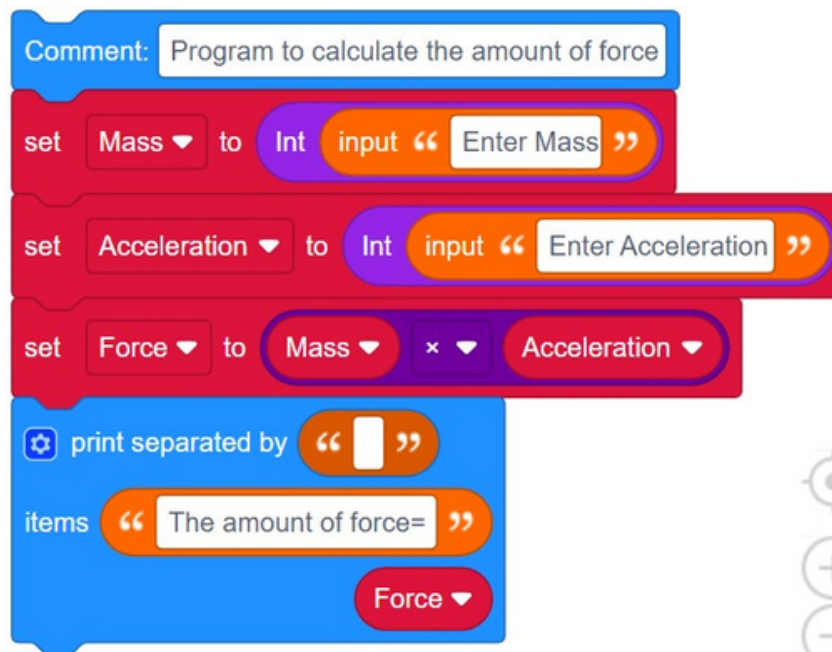 Comment: Program to calculate the amount of force
set Mass to Int input “ Enter Mass ”
set Acceleration to Int input “ Enter Acceleration ”
set Force to Mass × Acceleration
print separated by “ ”
items “ The amount of force= ”
Force